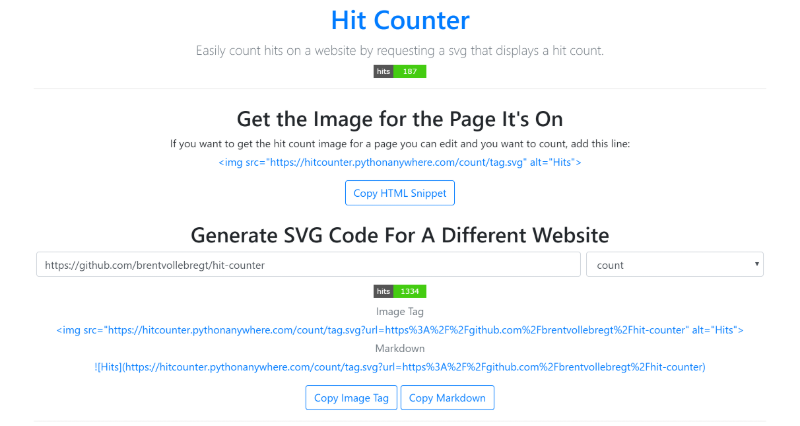 Hit Counter
Easily count hits on a website by requesting a svg that displays a hit count.
hits 187
Get the Image for the Page It's On
If you want to get the hit count image for a page you can edit and you want to count, add this line:
<img src="https://hitcounter.pythonanywhere.com/count/tag.svg" alt="Hits">
Copy HTML Snippet
Generate SVG Code For A Different Website
https://github.com/brentvollebregt/hit-counter count
hits 1334
Image Tag
<img src="https://hitcounter.pythonanywhere.com/count/tag.svg?url=https%3A%2F%2Fgithub.com%2Fbrentvollebregt%2Fhit-counter" alt="Hits">
Markdown
![Hits](https://hitcounter.pythonanywhere.com/count/tag.svg?url=https%3A%2F%2Fgithub.com%2Fbrentvollebregt%2Fhit-counter)
Copy Image Tag Copy Markdown